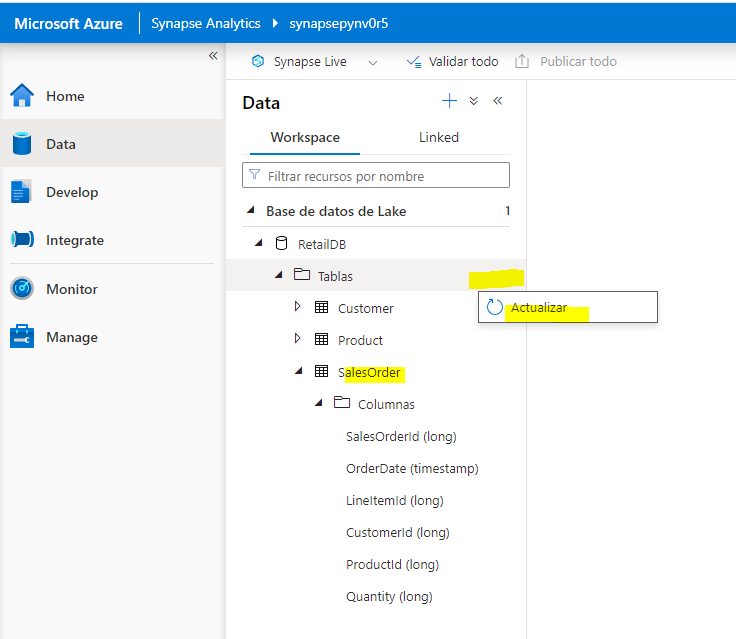 Microsoft Azure Synapse Analytics synapsepynv0r5
Synapse Live Validar todo Publicar todo
Home
Data
Develop
Integrate
Monitor
Manage
Data
Workspace Linked
Filtrar recursos por nombre
Base de datos de Lake 1
RetailDB
Tablas
Actualizar
Customer
Product
SalesOrder
Columnas
SalesOrderId (long)
OrderDate (timestamp)
LineItemId (long)
CustomerId (long)
ProductId (long)
Quantity (long)